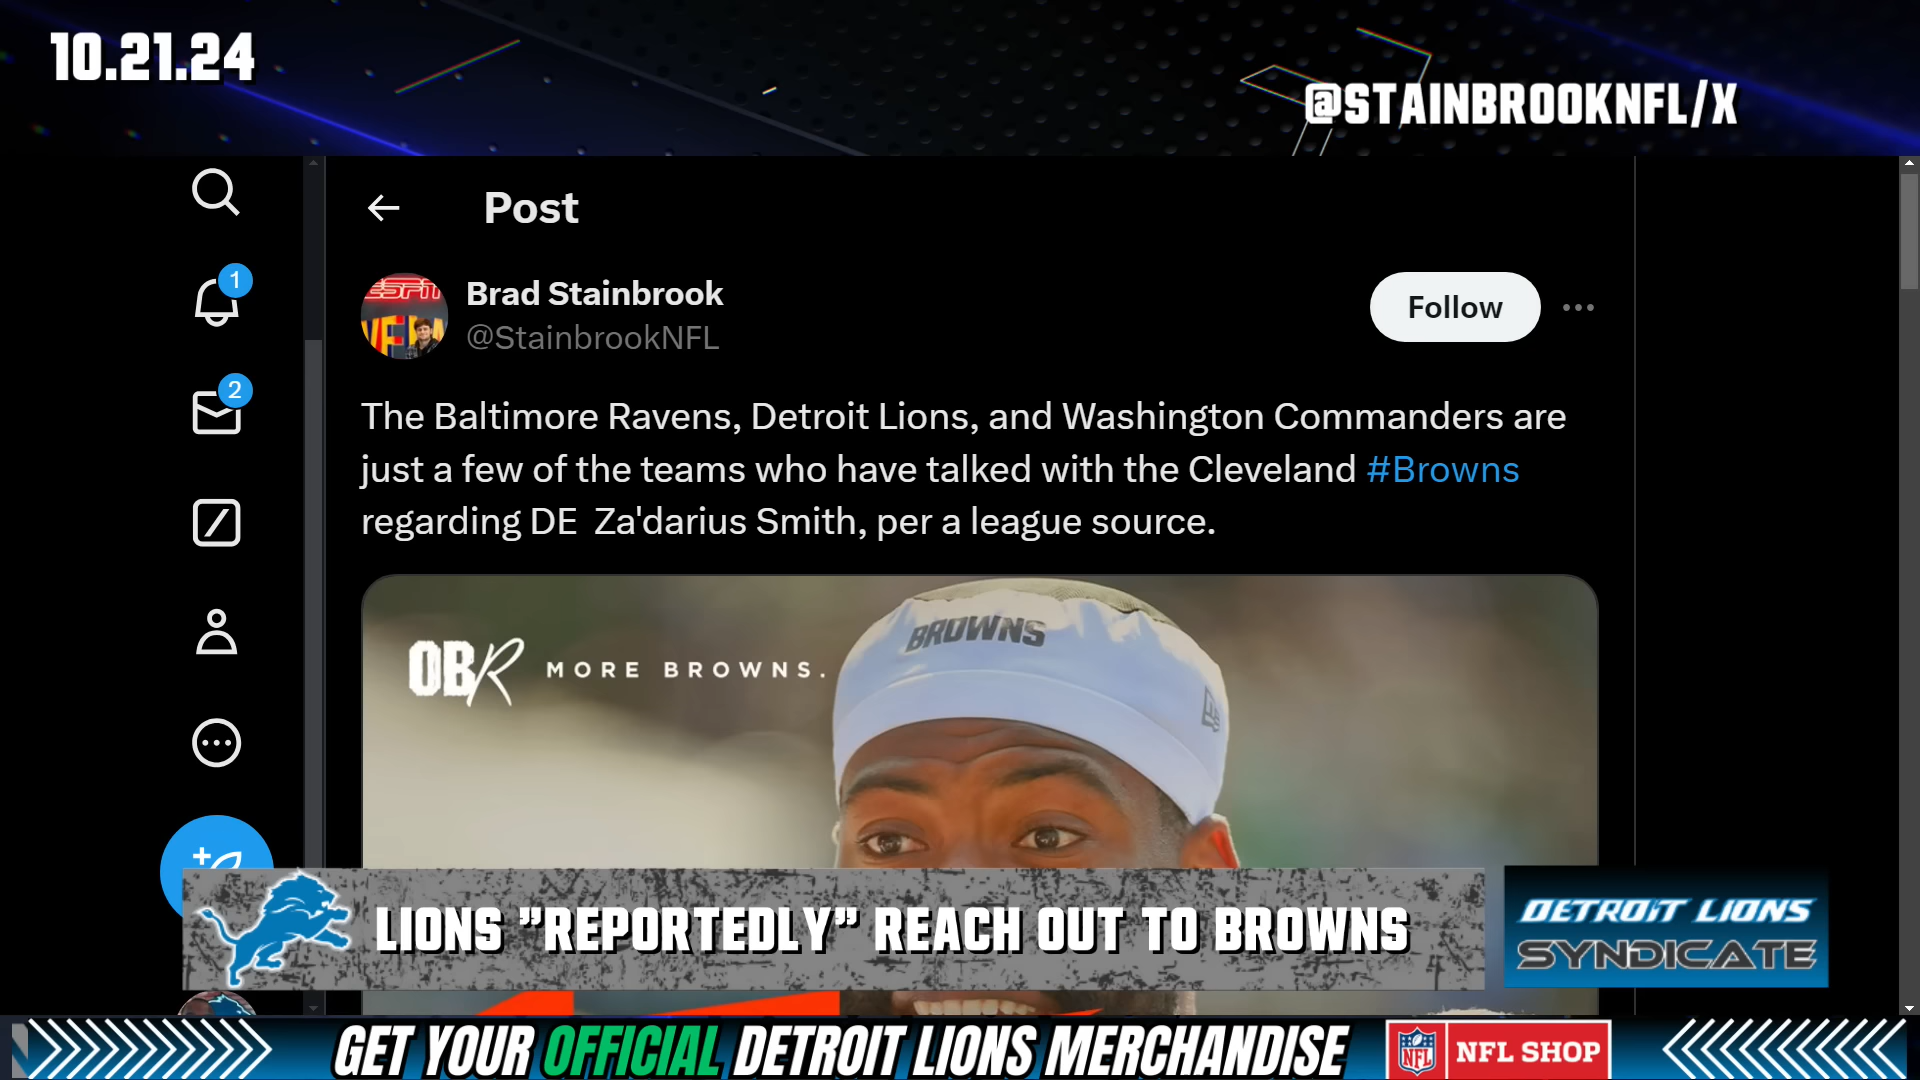 10.21.24
@STAINBROOKNFL/X
Post
1
Brad Stainbrook
@StainbrookNFL
Follow
2
The Baltimore Ravens, Detroit Lions, and Washington Commanders are
just a few of the teams who have talked with the Cleveland #Browns
regarding DE  Za'darius Smith, per a league source.
BROWNS
OBR MORE BROWNS.
LIONS "REPORTEDLY" REACH OUT TO BROWNS
DETROIT LIONS
SYNDICATE
GET YOUR OFFICIAL DETROIT LIONS MERCHANDISE
NFL
NFL SHOP